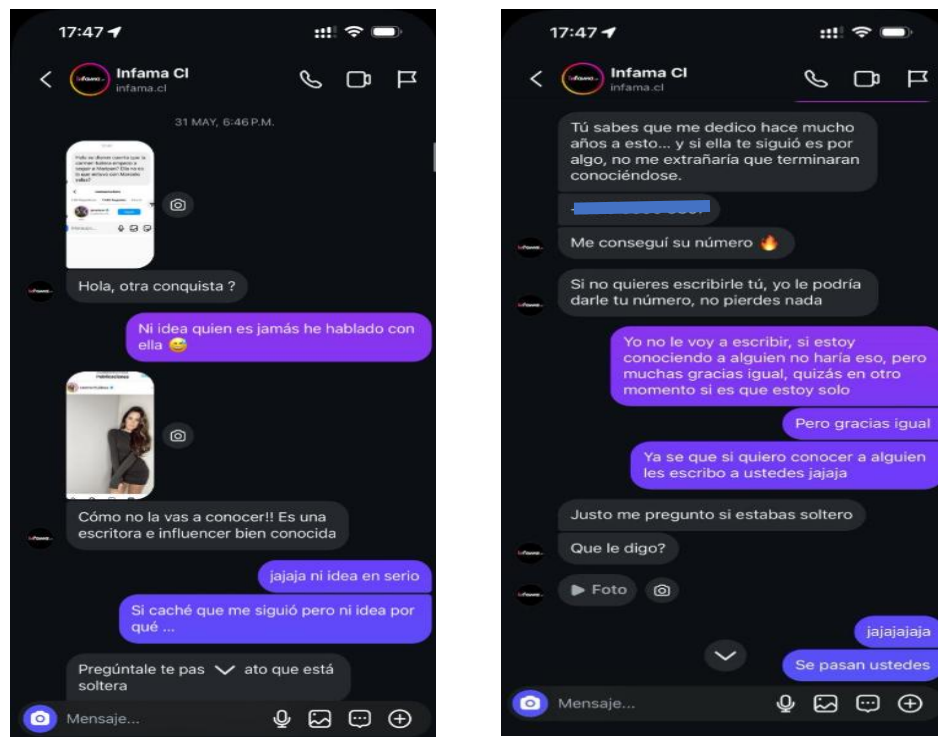 17:47
Infama Cl
infama.cl
31 MAY, 6:46 P.M.
Hola, otra conquista ?
Ni idea quien es jamás he hablado con
ella 😅
Cómo no la vas a conocer!! Es una
escritora e influencer bien conocida
jajaja ni idea en serio
Si caché que me siguió pero ni idea por
qué ...
Pregúntale te pas ato que está
soltera
Mensaje...
17:47
Infama Cl
infama.cl
Tú sabes que me dedico hace mucho
años a esto... y si ella te siguió es por
algo, no me extrañaría que terminaran
conociéndose.
Me conseguí su número 🔥
Si no quieres escribirle tú, yo le podría
darle tu número, no pierdes nada
Yo no le voy a escribir, si estoy
conociendo a alguien no haría eso, pero
muchas gracias igual, quizás en otro
momento si es que estoy solo
Pero gracias igual
Ya se que si quiero conocer a alguien
les escribo a ustedes jajaja
Justo me pregunto si estabas soltero
Que le digo?
Foto
jajajajaja
Se pasan ustedes
Mensaje...